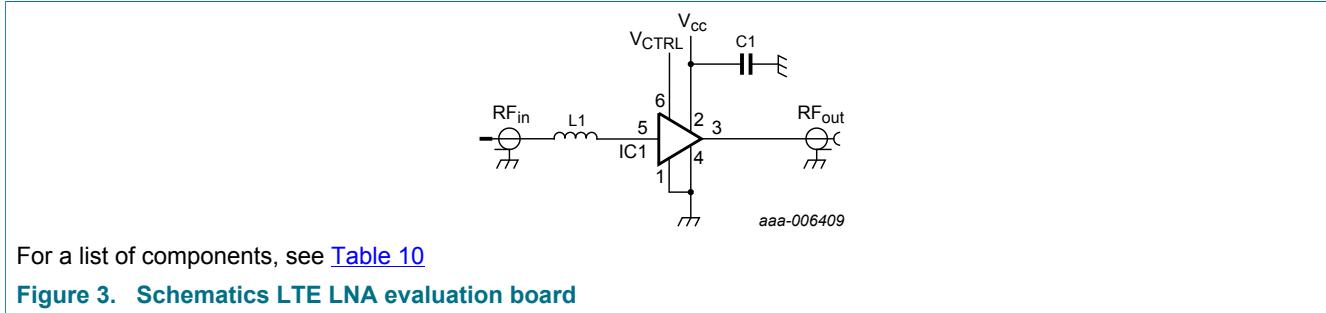 Vcc
VCTRL
C1
6
RFin
L1
5
2
3
RFout
IC1
4
1
aaa-006409
For a list of components, see Table 10
Figure 3. Schematics LTE LNA evaluation board